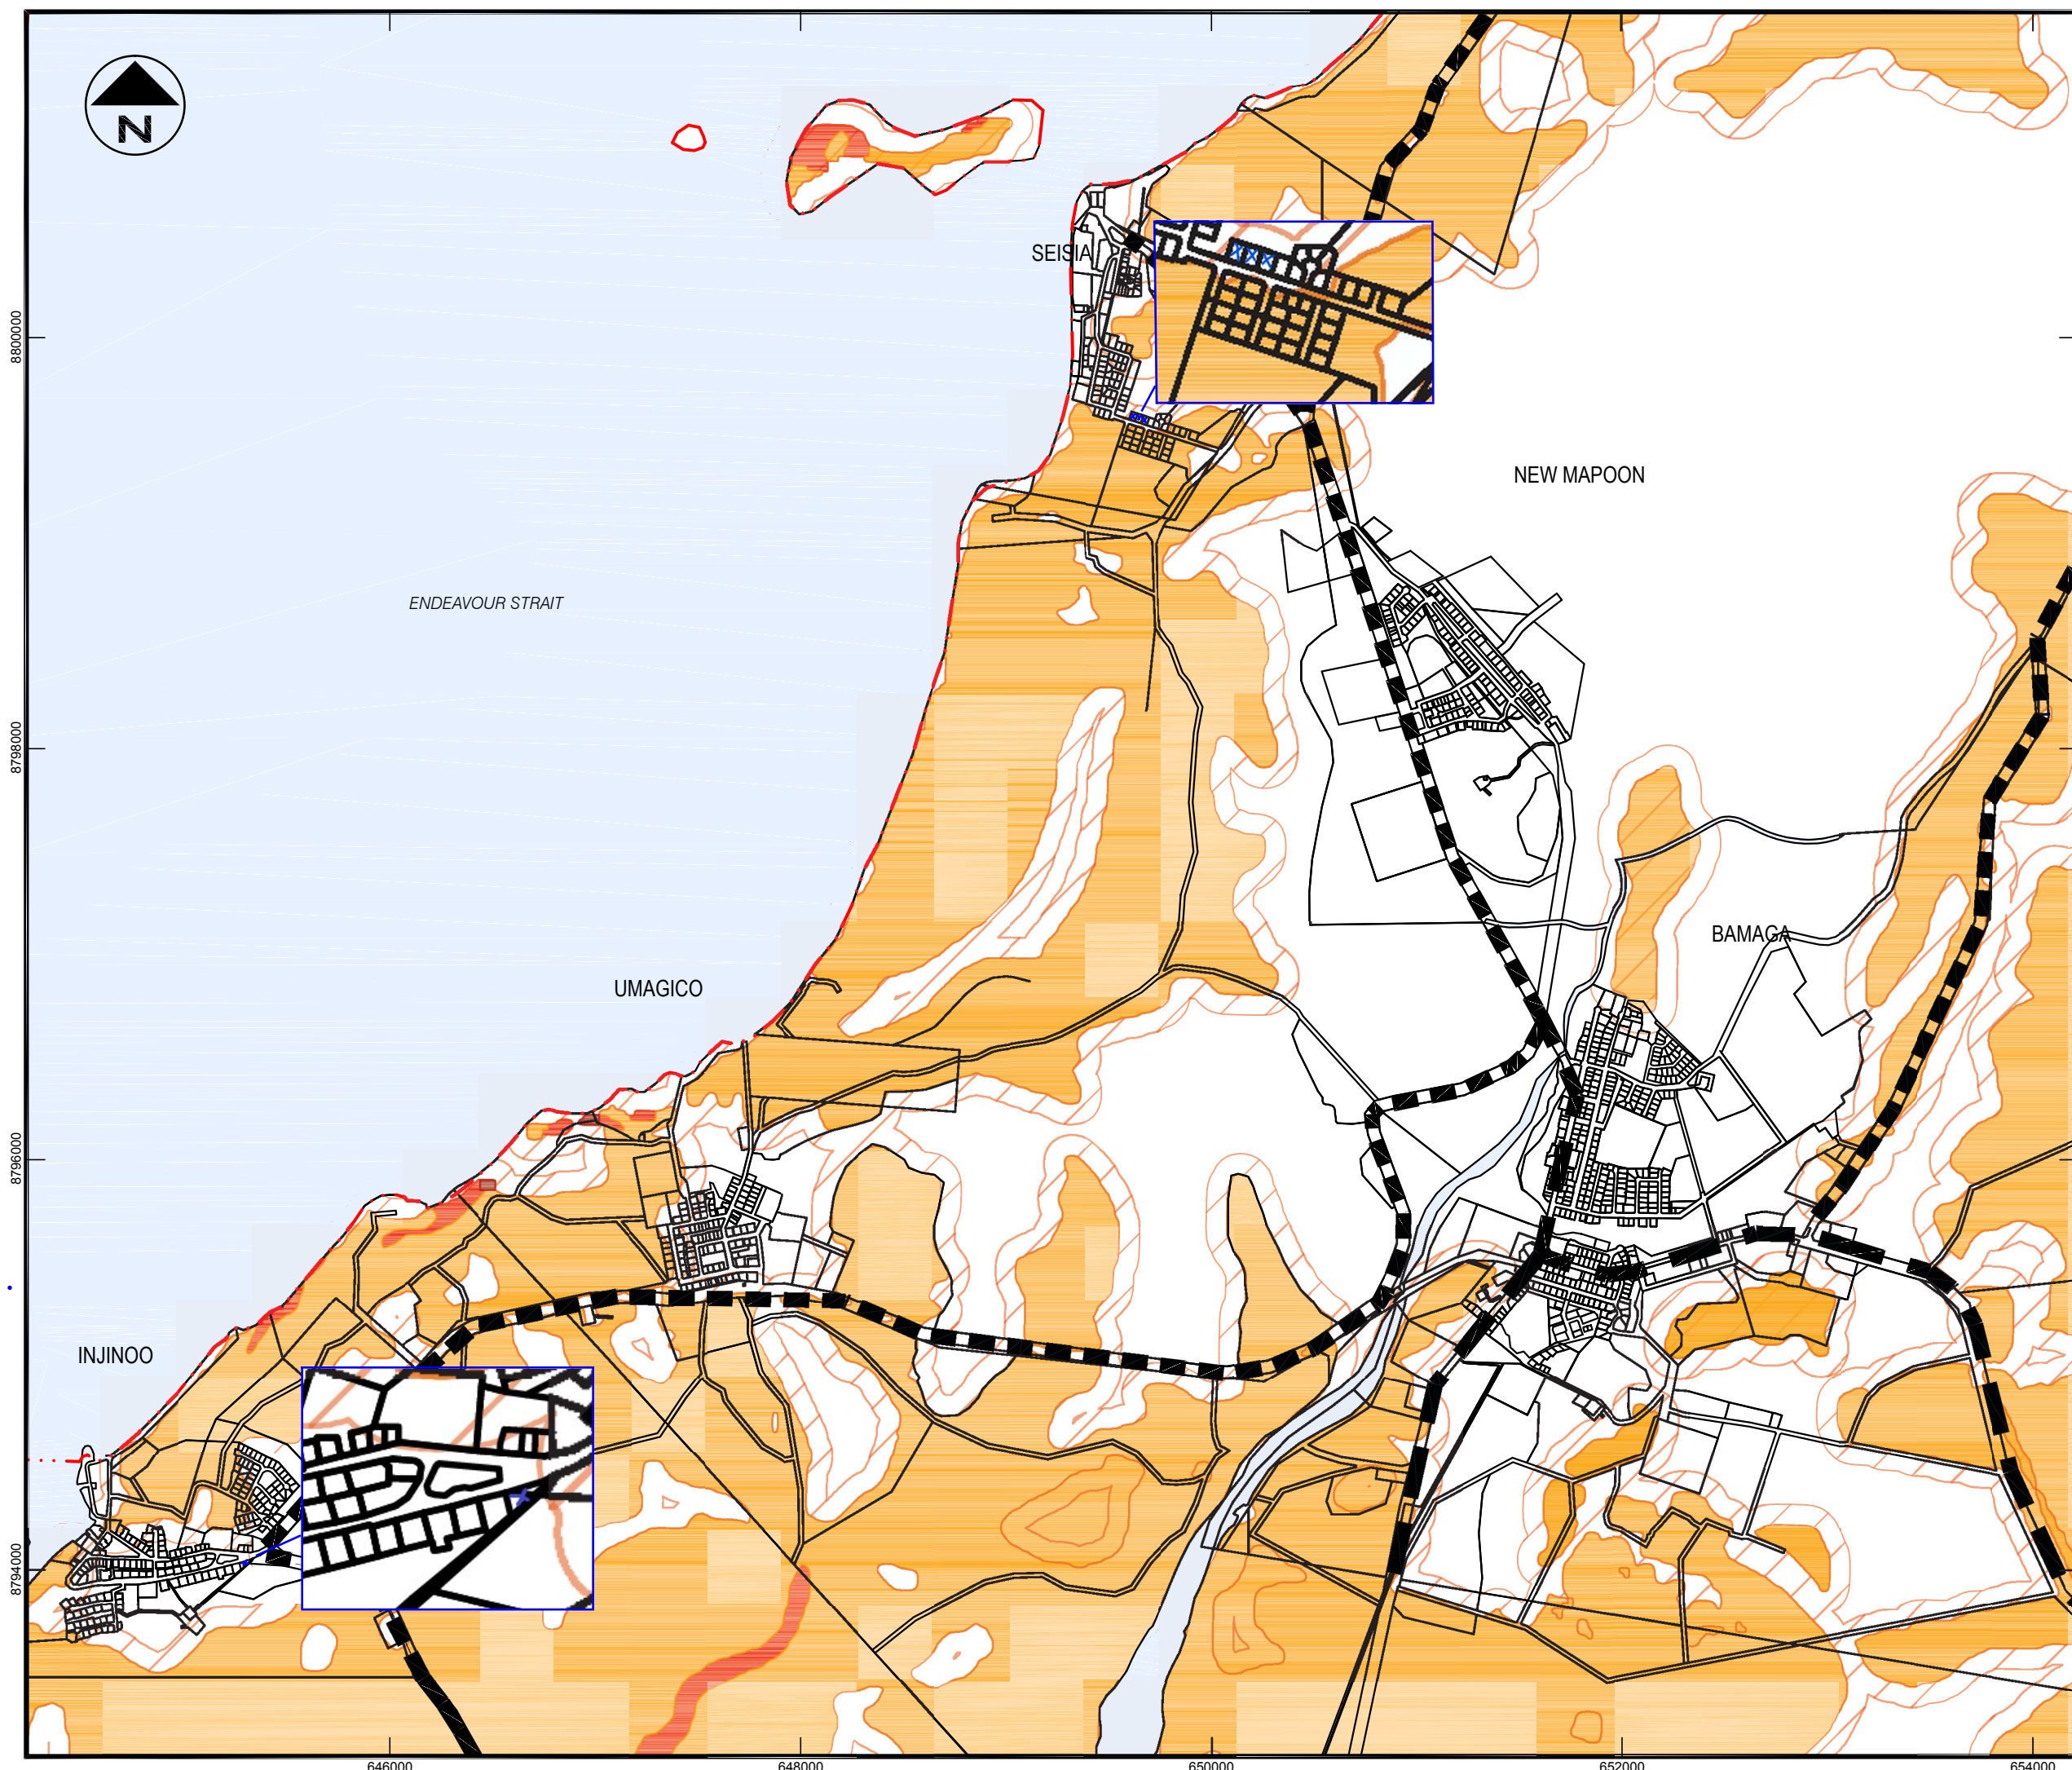 N
SEISIA
8800000
NEW MAPOON
ENDEAVOUR STRAIT
8798000
BAMAGA
UMAGICO
8796000
INJINOO
8794000
646000
648000
650000
652000
654000